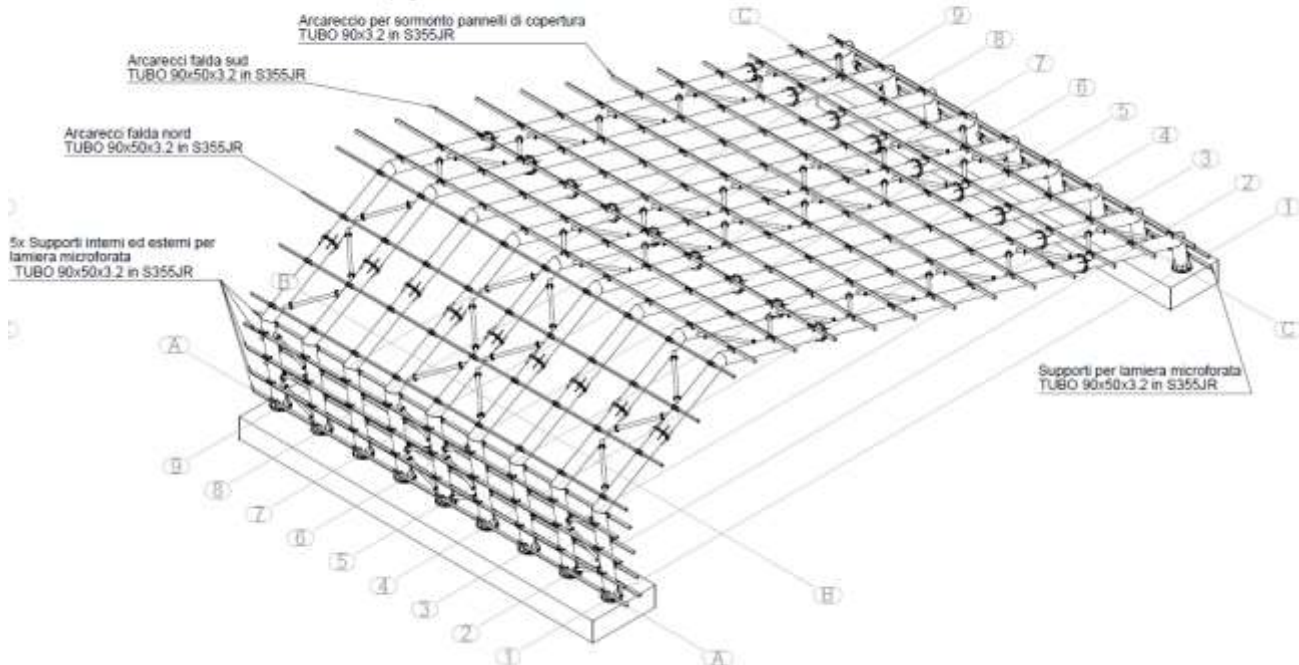 Arcareccio per sormonto pannelli di copertura
TUBO 90x3.2 in S355JR
Arcarecci falda sud
TUBO 90x50x3.2 in S355JR
Arcarecci falda nord
TUBO 90x50x3.2 in S355JR
5x Supporti interni ed esterni per
lamiera microforata
TUBO 90x50x3.2 in S355JR
Supporti per lamiera microforata
TUBO 90x50x3.2 in S355JR
C
9
8
7
6
5
4
3
2
1
C
B
A
9
8
7
6
5
4
3
2
1
B
A